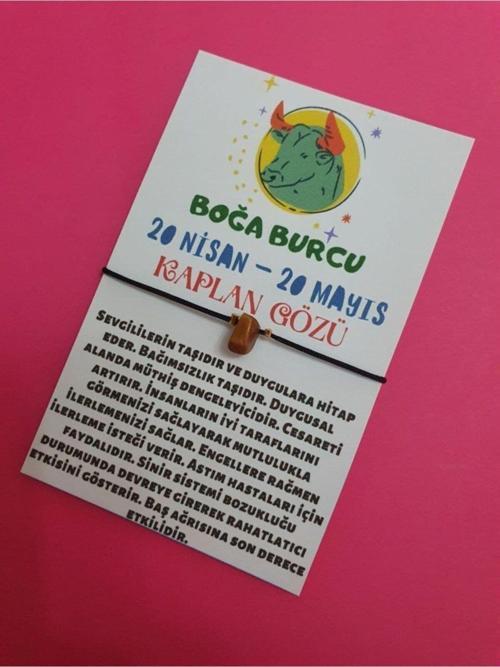 BOĞA BURCU
20 NİSAN – 20 MAYIS
KAPLAN GÖZÜ
SEVGİLİLERİN TAŞIDIR VE DUYGULARA HİTAP
EDER. BAĞIMSIZLIK TAŞIDIR. DUYGUSAL
ALANDA MÜTHİŞ DENGELEYİCİDİR. CESARETİ
ARTIRIR. İNSANLARIN İYİ TARAFLARINI
GÖRMENİZİ SAĞLAYARAK MUTLULUKLA
İLERLEMENİZİ SAĞLAR. ENGELLERE RAĞMEN
İLERLEME İSTEĞİ VERİR. ASTIM HASTALARI İÇİN
FAYDALIDIR. SİNİR SİSTEMİ BOZUKLUĞU
DURUMUNDA DEVREYE GİREREK RAHATLATICI
ETKİSİNİ GÖSTERİR. BAŞ AĞRISINA SON DERECE
ETKİLİDİR.